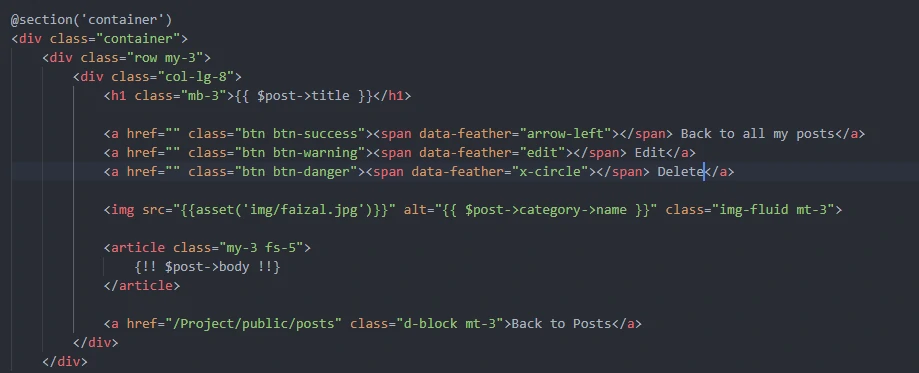 @section('container')
<div class="container">
<div class="row my-3">
<div class="col-lg-8">
<h1 class="mb-3">{{ $post->title }}</h1>
<a href="" class="btn btn-success"><span data-feather="arrow-left"></span> Back to all my posts</a>
<a href="" class="btn btn-warning"><span data-feather="edit"></span> Edit</a>
<a href="" class="btn btn-danger"><span data-feather="x-circle"></span> Delete</a>
<img src="{{asset('img/faizal.jpg')}}" alt="{{ $post->category->name }}" class="img-fluid mt-3">
<article class="my-3 fs-5">
{!! $post->body !!}
</article>
<a href="/Project/public/posts" class="d-block mt-3">Back to Posts</a>
</div>
</div>